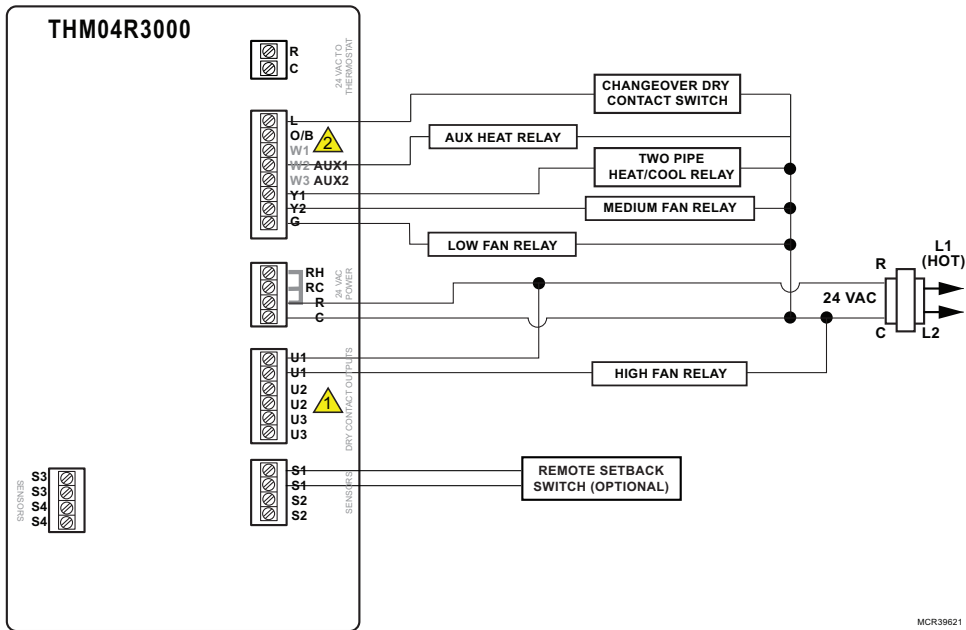 THM04R3000
R
C
24 VAC TO
THERMOSTAT
L
O/B
W1
W2 AUX1
W3 AUX2
Y1
Y2
G
2
CHANGEOVER DRY
CONTACT SWITCH
AUX HEAT RELAY
TWO PIPE
HEAT/COOL RELAY
MEDIUM FAN RELAY
LOW FAN RELAY
RH
RC
R
C
24 VAC
POWER
R
L1
(HOT)
24 VAC
C
L2
U1
U1
U2
U2
U3
U3
1
DRY CONTACT OUTPUTS
HIGH FAN RELAY
S1
S1
S2
S2
SENSORS
REMOTE SETBACK
SWITCH (OPTIONAL)
S3
S3
S4
S4
SENSORS
MCR39621